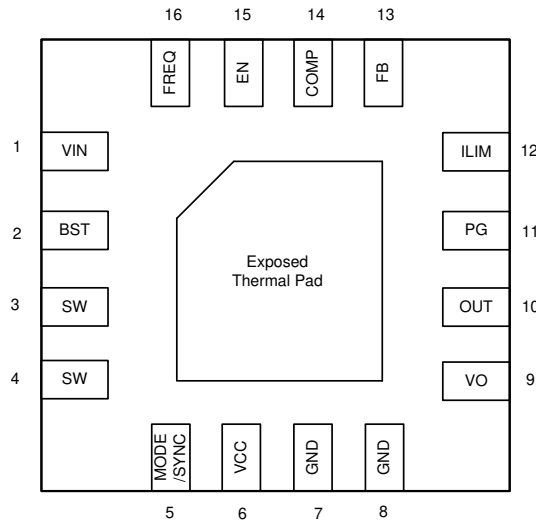 16 15 14 13
FREQ
EN
COMP
FB
1 VIN
ILIM 12
2 BST
PG 11
Exposed
Thermal Pad
3 SW
OUT 10
4 SW
VO 9
MODE
/SYNC
VCC
GND
GND
5 6 7 8